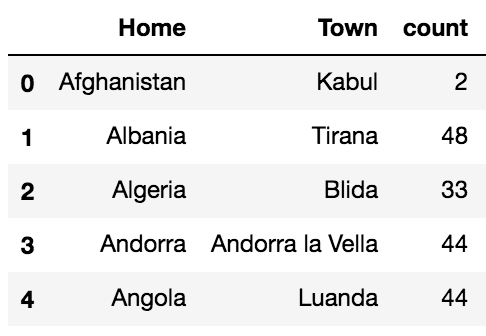 Home Town count
0 Afghanistan Kabul 2
1 Albania Tirana 48
2 Algeria Blida 33
3 Andorra Andorra la Vella 44
4 Angola Luanda 44